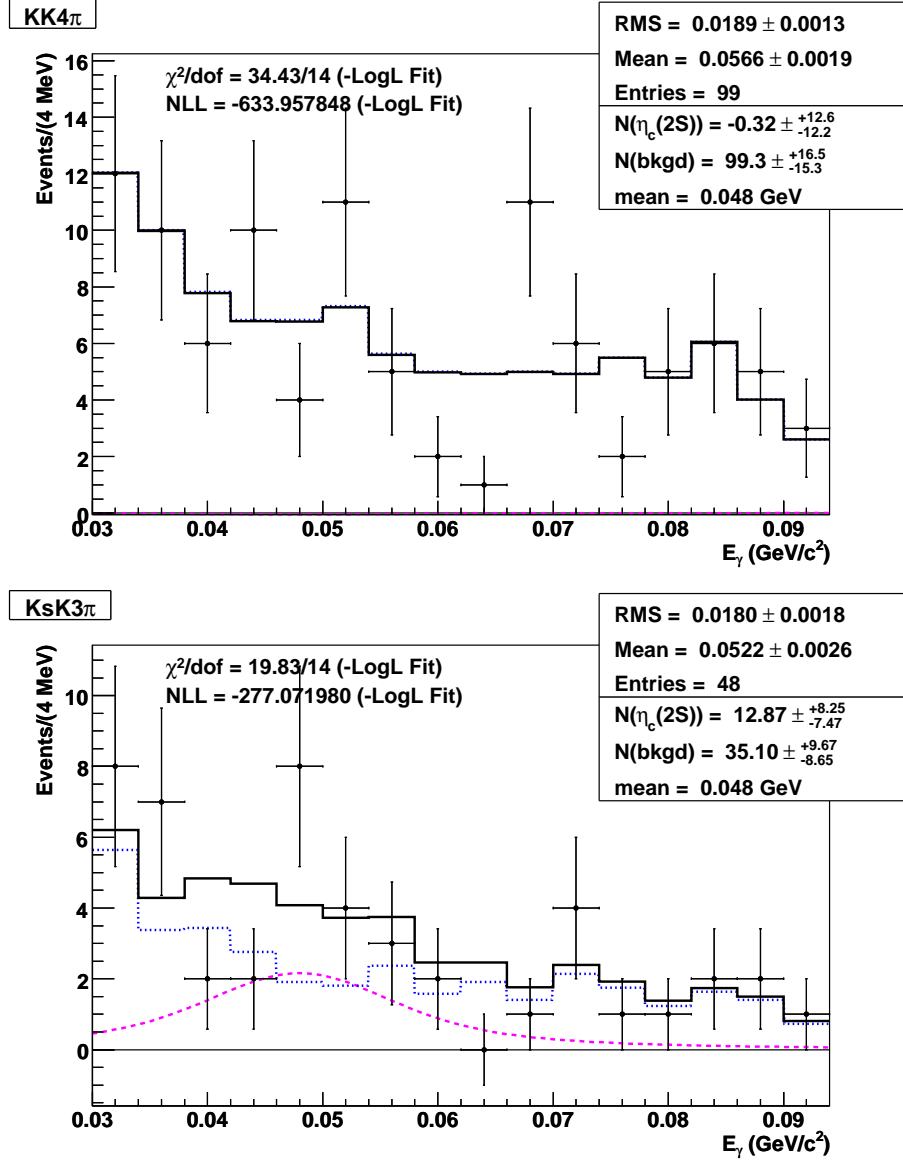 KK4π
RMS = 0.0189 ± 0.0013
Mean = 0.0566 ± 0.0019
Entries = 99
N(η_c(2S)) = -0.32 ± +12.6 -12.2
N(bkgd) = 99.3 ± +16.5 -15.3
mean = 0.048 GeV
χ²/dof = 34.43/14 (-LogL Fit)
NLL = -633.957848 (-LogL Fit)
Events/(4 MeV)
16
14
12
10
8
6
4
2
0
0.03 0.04 0.05 0.06 0.07 0.08 0.09
E_γ (GeV/c²)
KsK3π
RMS = 0.0180 ± 0.0018
Mean = 0.0522 ± 0.0026
Entries = 48
N(η_c(2S)) = 12.87 ± +8.25 -7.47
N(bkgd) = 35.10 ± +9.67 -8.65
mean = 0.048 GeV
χ²/dof = 19.83/14 (-LogL Fit)
NLL = -277.071980 (-LogL Fit)
Events/(4 MeV)
10
8
6
4
2
0
0.03 0.04 0.05 0.06 0.07 0.08 0.09
E_γ (GeV/c²)